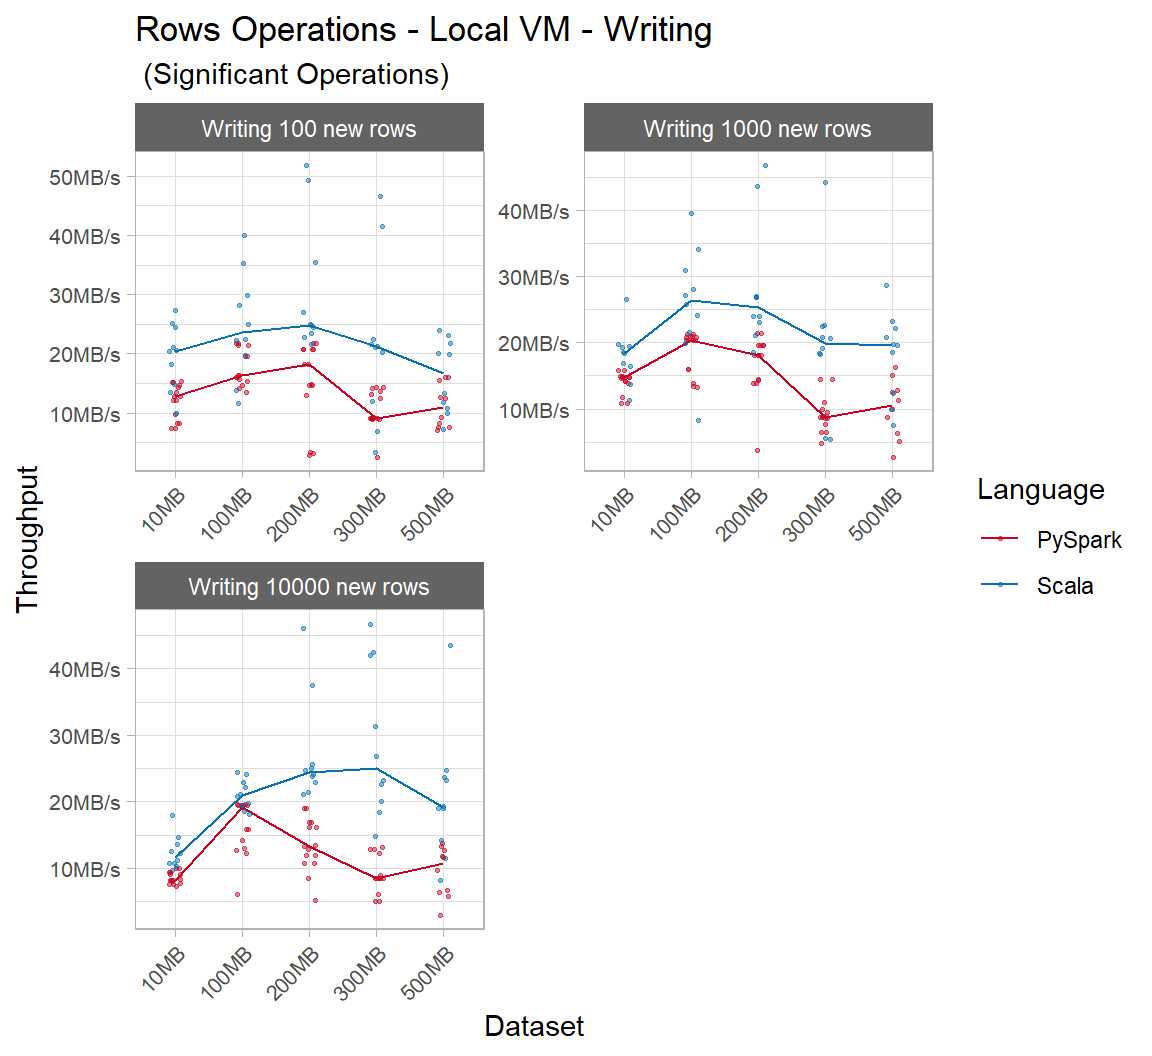 Rows Operations - Local VM - Writing
(Significant Operations)
Writing 100 new rows
Writing 1000 new rows
50MB/s
40MB/s
30MB/s
20MB/s
10MB/s
40MB/s
30MB/s
20MB/s
10MB/s
10MB
100MB
200MB
300MB
500MB
10MB
100MB
200MB
300MB
500MB
Throughput
Language
PySpark
Scala
Writing 10000 new rows
40MB/s
30MB/s
20MB/s
10MB/s
10MB
100MB
200MB
300MB
500MB
Dataset